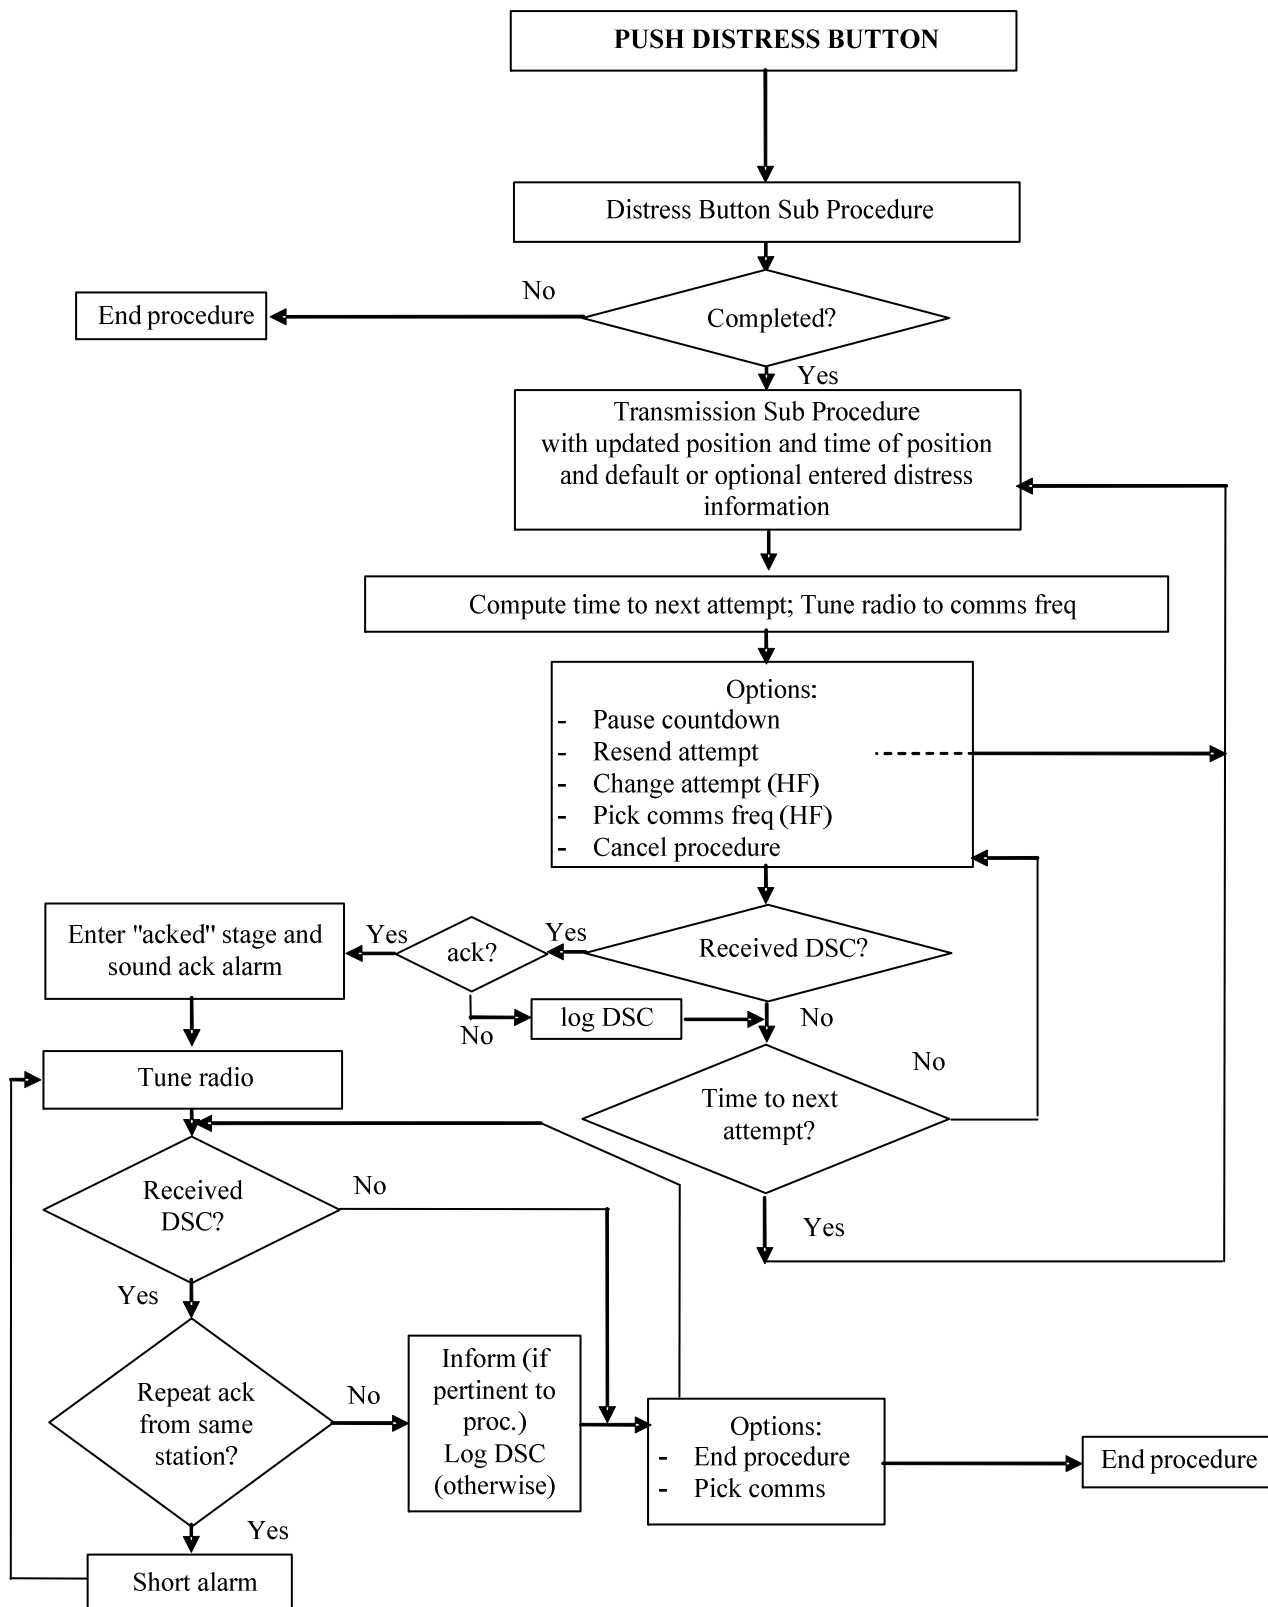 PUSH DISTRESS BUTTON
Distress Button Sub Procedure
No
End procedure
Completed?
Yes
Transmission Sub Procedure
with updated position and time of position
and default or optional entered distress
information
Compute time to next attempt; Tune radio to comms freq
Options:
- Pause countdown
- Resend attempt
- Change attempt (HF)
- Pick comms freq (HF)
- Cancel procedure
Enter "acked" stage and
sound ack alarm
Yes
ack?
Yes
Received DSC?
No
log DSC
No
No
Tune radio
Time to next
attempt?
Received
DSC?
No
Yes
Yes
Repeat ack
from same
station?
No
Inform (if
pertinent to
proc.)
Log DSC
(otherwise)
Options:
- End procedure
- Pick comms
End procedure
Yes
Short alarm